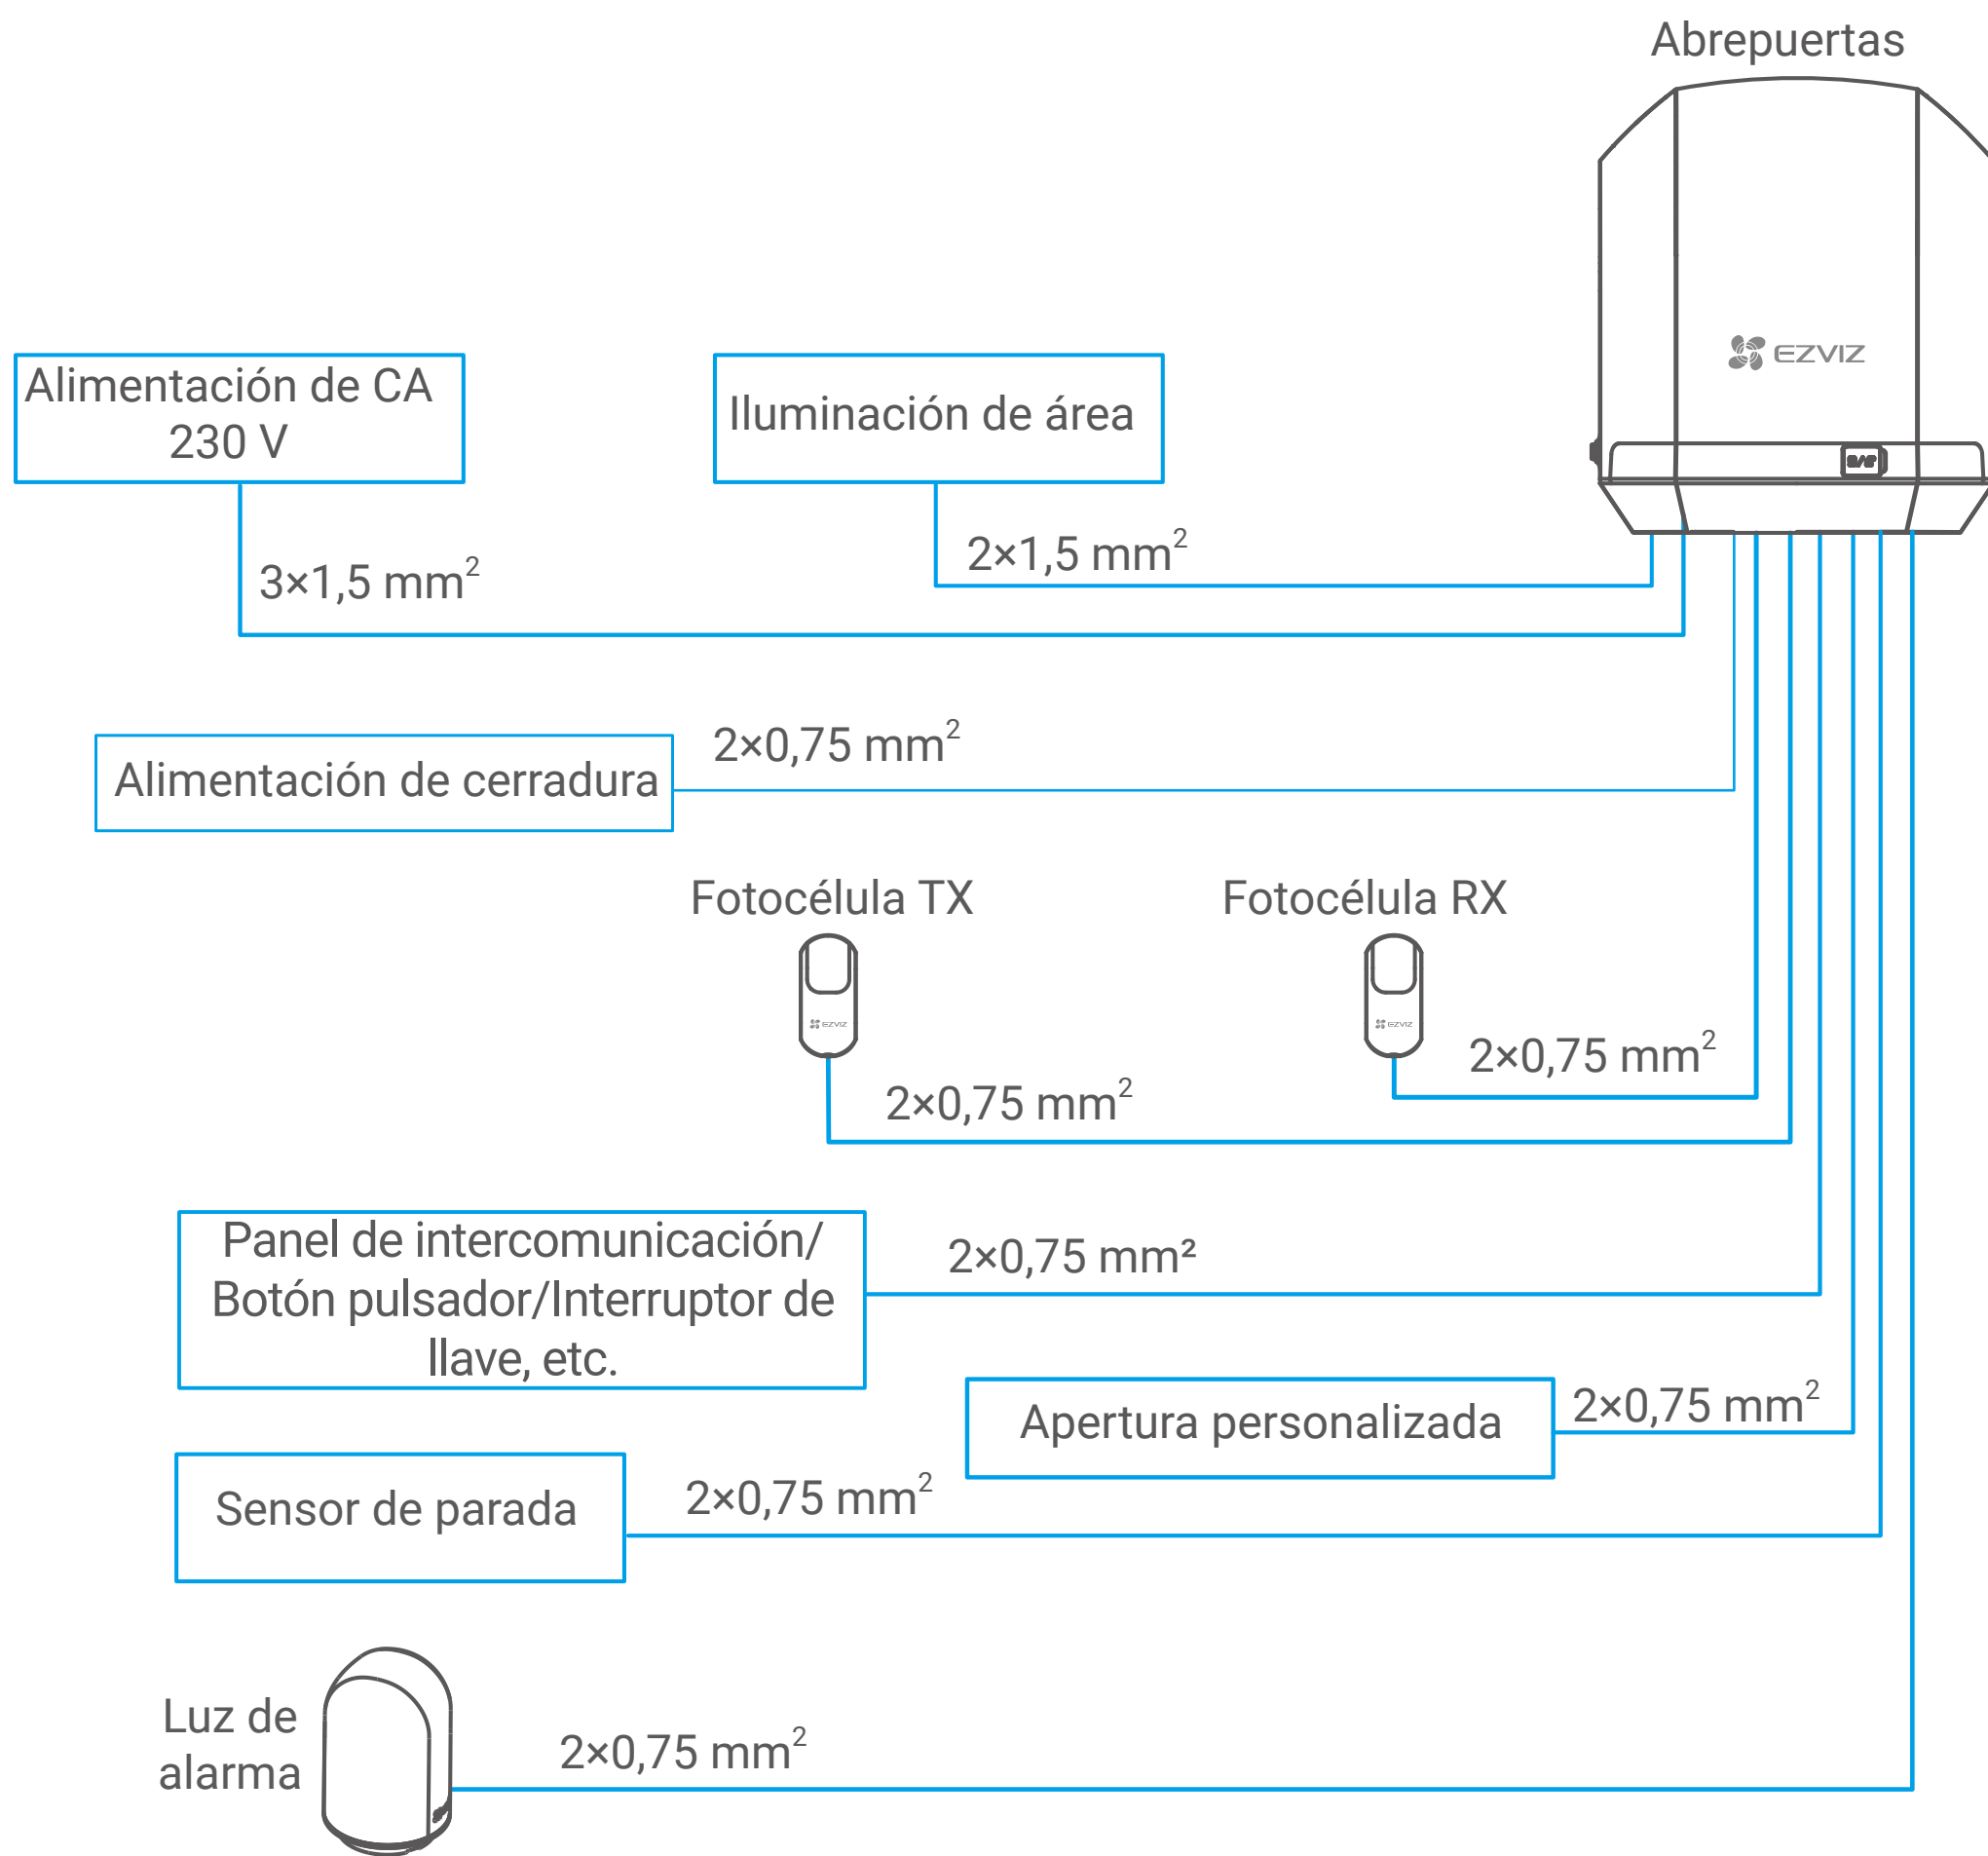 Abrepuertas
EZVIZ
Alimentación de CA
230 V
Iluminación de área
2×1,5 mm²
3×1,5 mm²
2×0,75 mm²
Alimentación de cerradura
Fotocélula TX
Fotocélula RX
EZVIZ
EZVIZ
2×0,75 mm²
2×0,75 mm²
Panel de intercomunicación/
Botón pulsador/Interruptor de
llave, etc.
2×0,75 mm²
Apertura personalizada
2×0,75 mm²
Sensor de parada
2×0,75 mm²
Luz de
alarma
2×0,75 mm²